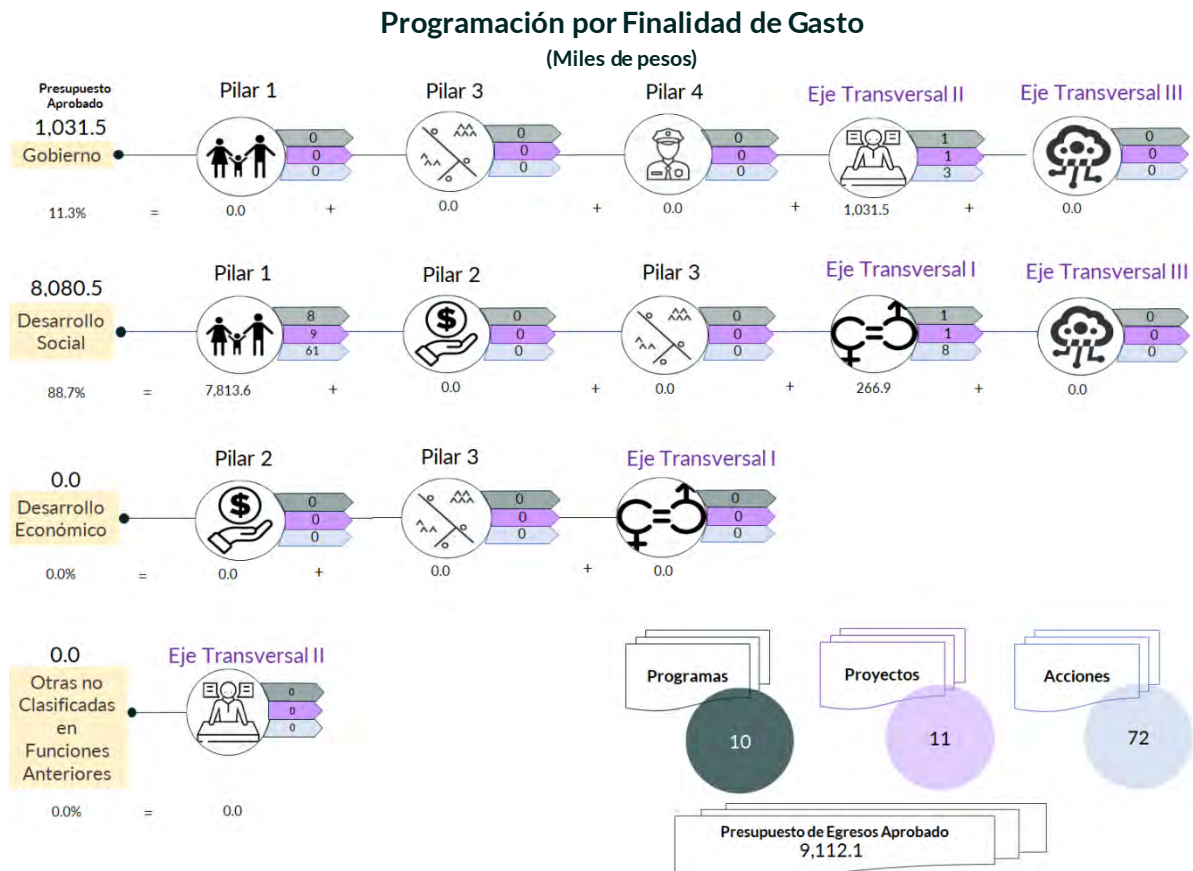 Programación por Finalidad de Gasto
(Miles de pesos)
Presupuesto
Aprobado
1,031.5
Gobierno
11.3%
=
Pilar 1
0
0
0
0.0
+
Pilar 3
0
0
0
0.0
+
Pilar 4
0
0
0
0.0
+
Eje Transversal II
1
1
3
1,031.5
+
Eje Transversal III
0
0
0
0.0
8,080.5
Desarrollo
Social
88.7%
=
Pilar 1
8
9
61
7,813.6
+
Pilar 2
$
0
0
0
0.0
+
Pilar 3
0
0
0
0.0
+
Eje Transversal I
1
1
8
266.9
+
Eje Transversal III
0
0
0
0.0
0.0
Desarrollo
Económico
0.0%
=
Pilar 2
$
0
0
0
0.0
+
Pilar 3
0
0
0
0.0
+
Eje Transversal I
0
0
0
0.0
0.0
Otras no
Clasificadas
en
Funciones
Anteriores
0.0%
=
Eje Transversal II
0
0
0
0.0
Programas
10
Proyectos
11
Acciones
72
Presupuesto de Egresos Aprobado
9,112.1